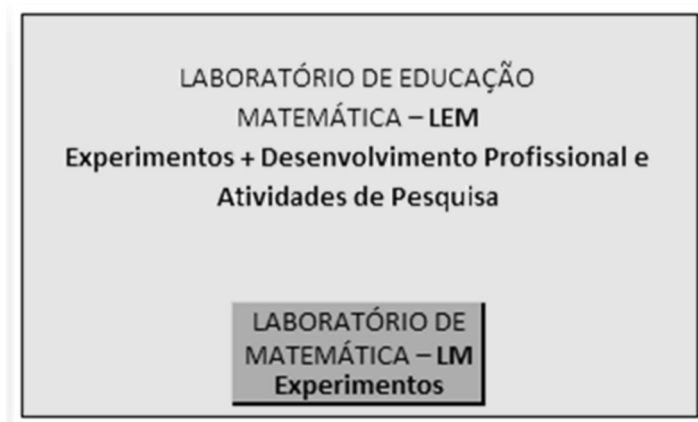 LABORATÓRIO DE EDUCAÇÃO
MATEMÁTICA – LEM
Experimentos + Desenvolvimento Profissional e
Atividades de Pesquisa
LABORATÓRIO DE
MATEMÁTICA – LM
Experimentos